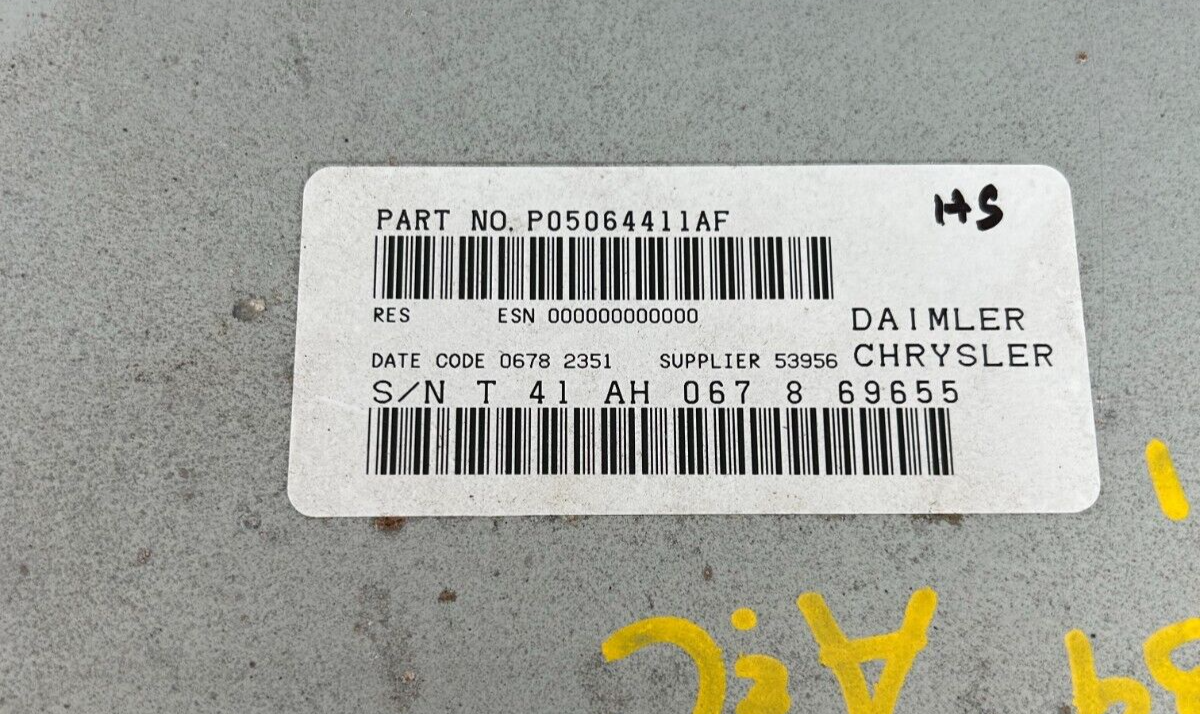 HS
PART NO. P05064411AF
RES ESN 000000000000
DAIMLER
DATE CODE 0678 2351 SUPPLIER 53956 CHRYSLER
S/N T 41 AH 067 8 69655